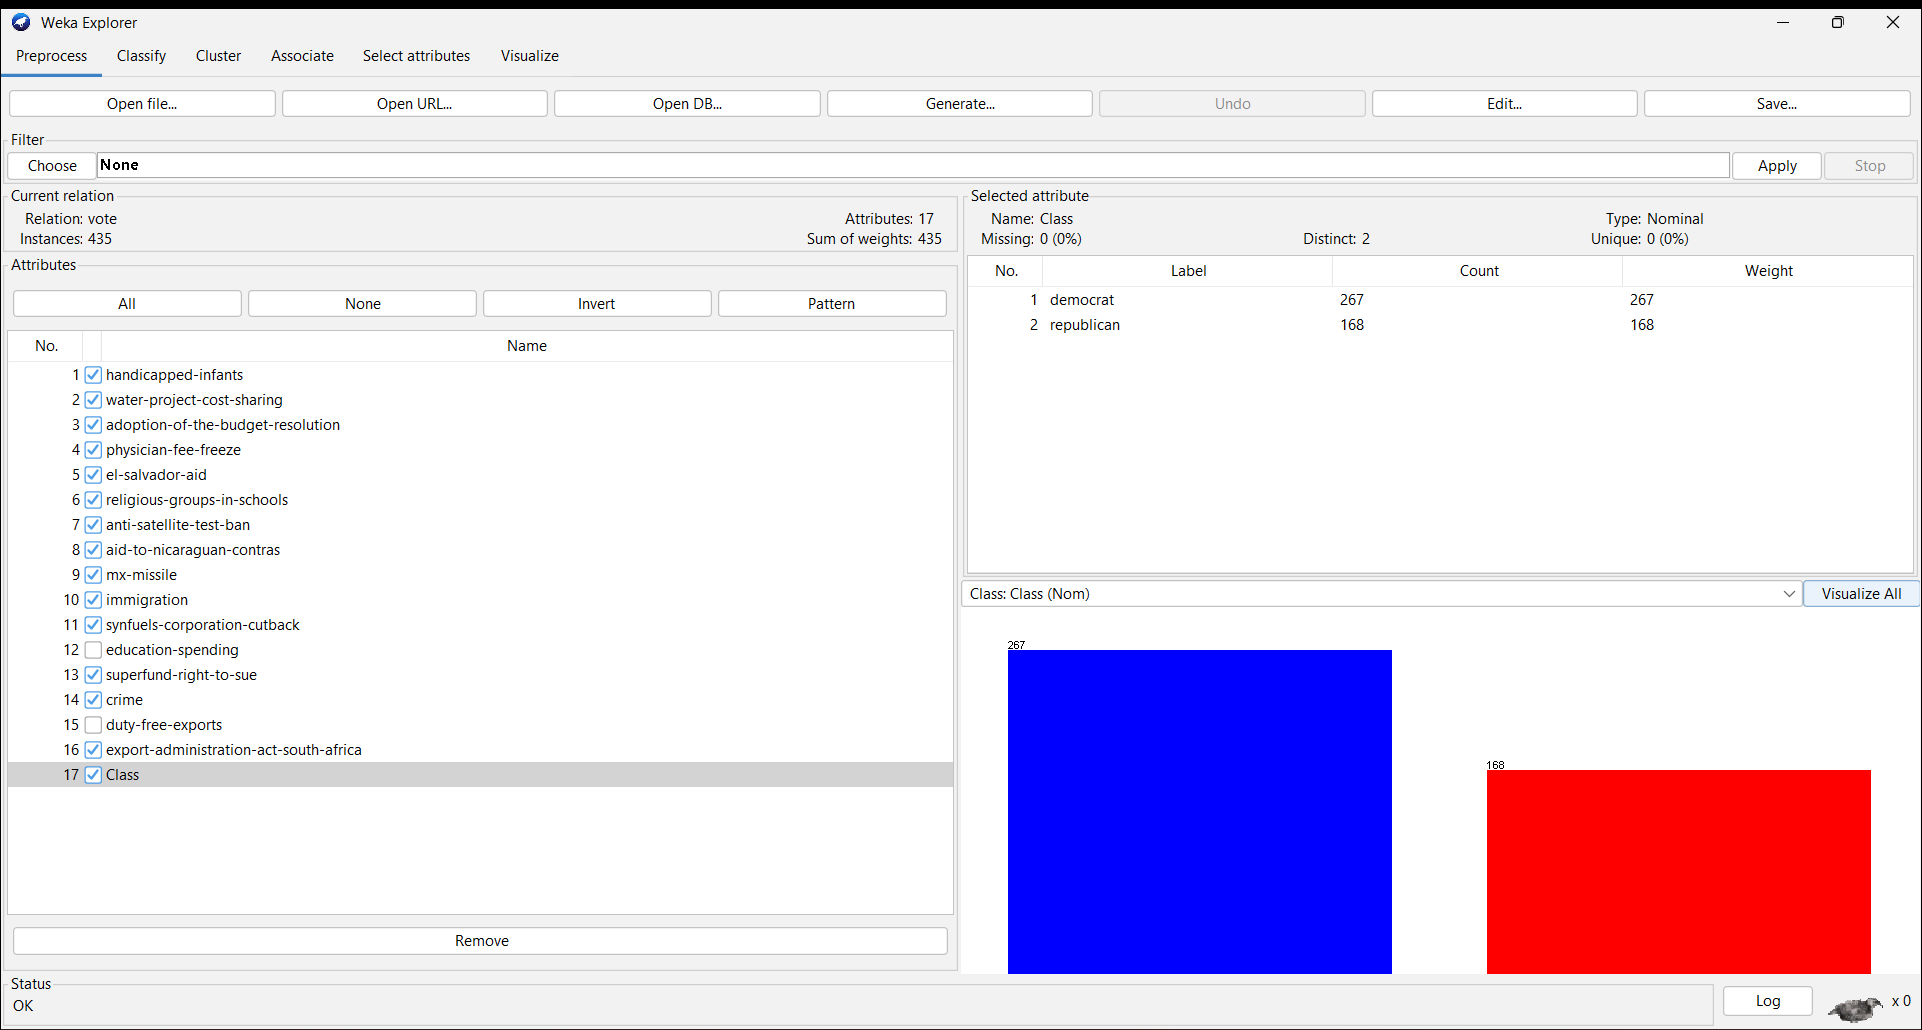 Weka Explorer
Preprocess Classify Cluster Associate Select attributes Visualize
Open file... Open URL... Open DB... Generate... Undo Edit... Save...
Filter
Choose None Apply Stop
Current relation
Relation: vote Attributes: 17
Instances: 435 Sum of weights: 435
Attributes
All None Invert Pattern
No. Name
1 handicapped-infants
2 water-project-cost-sharing
3 adoption-of-the-budget-resolution
4 physician-fee-freeze
5 el-salvador-aid
6 religious-groups-in-schools
7 anti-satellite-test-ban
8 aid-to-nicaraguan-contras
9 mx-missile
10 immigration
11 synfuels-corporation-cutback
12 education-spending
13 superfund-right-to-sue
14 crime
15 duty-free-exports
16 export-administration-act-south-africa
17 Class
Remove
Selected attribute
Name: Class Type: Nominal
Missing: 0 (0%) Distinct: 2 Unique: 0 (0%)
No. Label Count Weight
1 democrat 267 267
2 republican 168 168
Class: Class (Nom) Visualize All
267
168
Status
OK
Log x 0